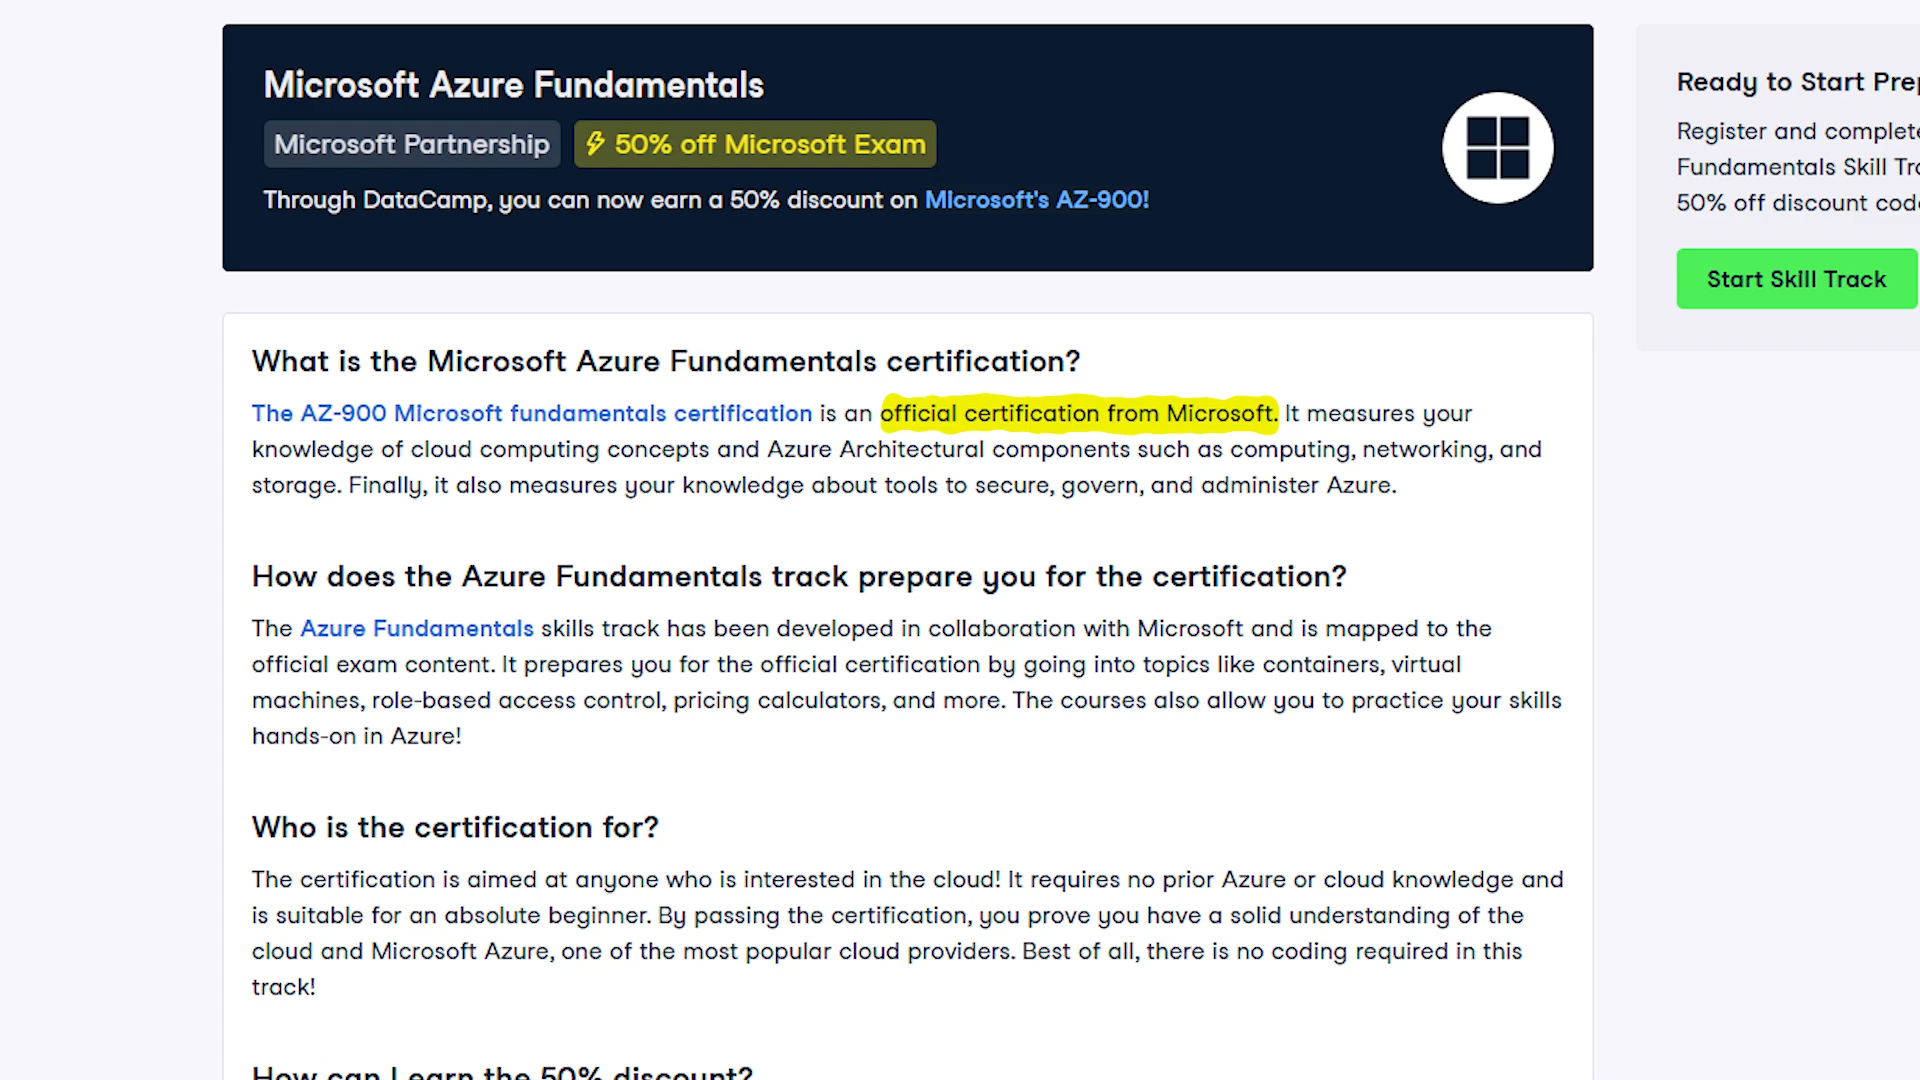 Microsoft Azure Fundamentals
Microsoft Partnership
50% off Microsoft Exam
Through DataCamp, you can now earn a 50% discount on Microsoft's AZ-900!
Ready to Start
Register and
Fundamentals Skill
50% off discount
Start Skill Track
What is the Microsoft Azure Fundamentals certification?
The AZ-900 Microsoft fundamentals certification is an official certification from Microsoft. It measures your
knowledge of cloud computing concepts and Azure Architectural components such as computing, networking, and
storage. Finally, it also measures your knowledge about tools to secure, govern, and administer Azure.
How does the Azure Fundamentals track prepare you for the certification?
The Azure Fundamentals skills track has been developed in collaboration with Microsoft and is mapped to the
official exam content. It prepares you for the official certification by going into topics like containers, virtual
machines, role-based access control, pricing calculators, and more. The courses also allow you to practice your skills
hands-on in Azure!
Who is the certification for?
The certification is aimed at anyone who is interested in the cloud! It requires no prior Azure or cloud knowledge and
is suitable for an absolute beginner. By passing the certification, you prove you have a solid understanding of the
cloud and Microsoft Azure, one of the most popular cloud providers. Best of all, there is no coding required in this
track!
How can I earn the 50% discount?